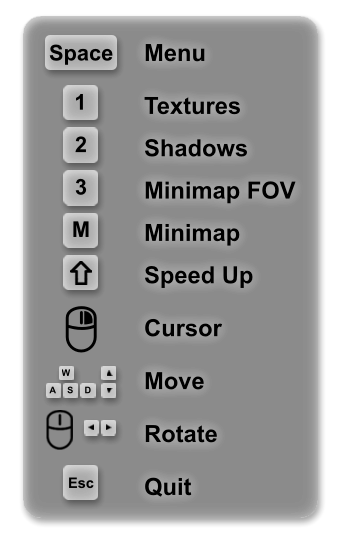 Space Menu
1 Textures
2 Shadows
3 Minimap FOV
M Minimap
Speed Up
Cursor
W
A S D Move
Rotate
Esc Quit